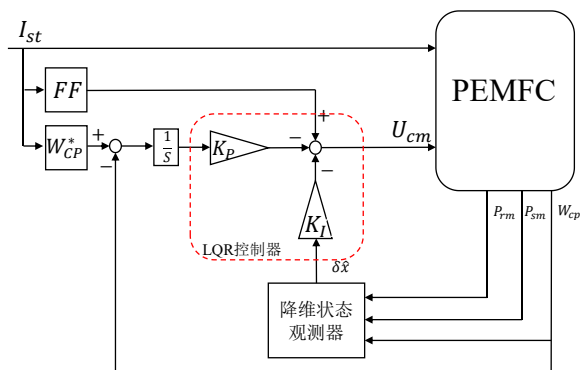 I_st
PEMFC
FF
+
U_cm
W*_CP
+
−
1/S
K_P
−
−
P_rm
P_sm
W_cp
K_I
LQR控制器
δx̂
降维状态
观测器